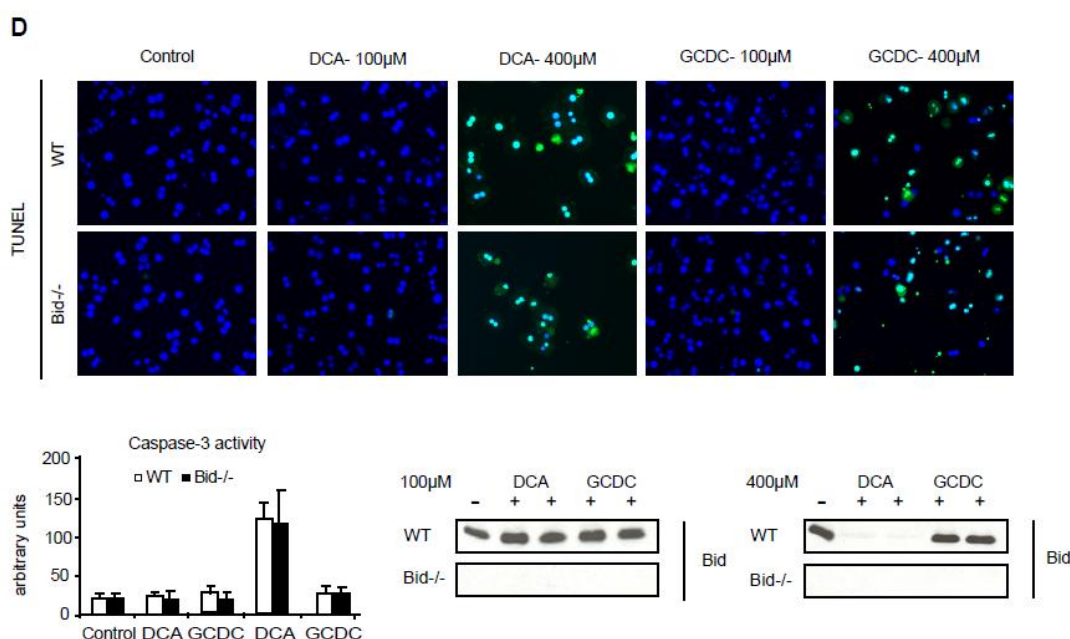 D
Control DCA- 100µM DCA- 400µM GCDC- 100µM GCDC- 400µM
TUNEL
WT
Bid-/-
Caspase-3 activity
WT Bid-/-
arbitrary units
200
150
100
50
0
Control DCA GCDC DCA GCDC
100µM DCA GCDC
– + + + +
WT
Bid-/-
Bid
400µM DCA GCDC
– + + + +
WT
Bid-/-
Bid